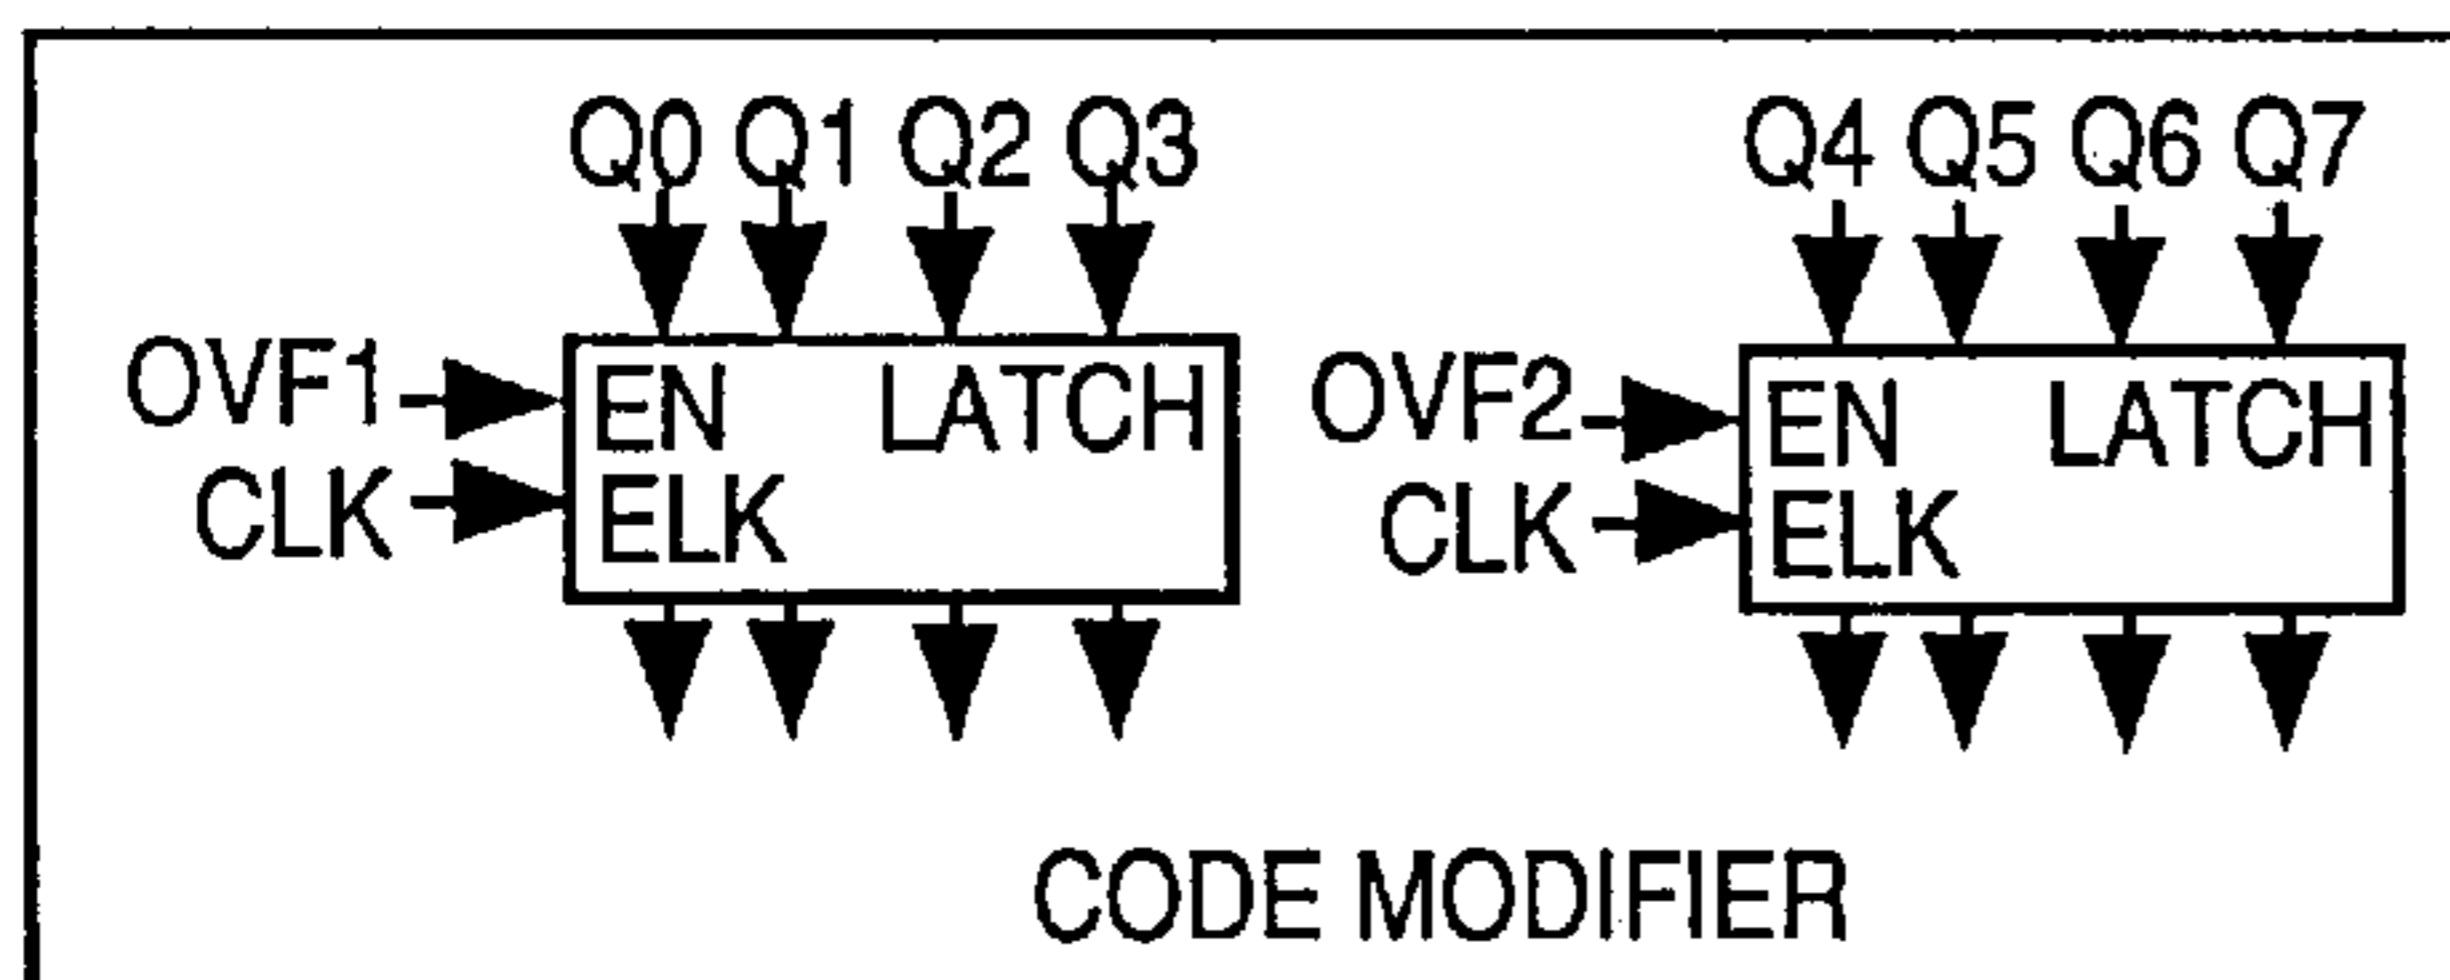 Q0 Q1 Q2 Q3 Q4 Q5 Q6 Q7
OVF1 EN LATCH OVF2 EN LATCH
CLK ELK CLK ELK
CODE MODIFIER